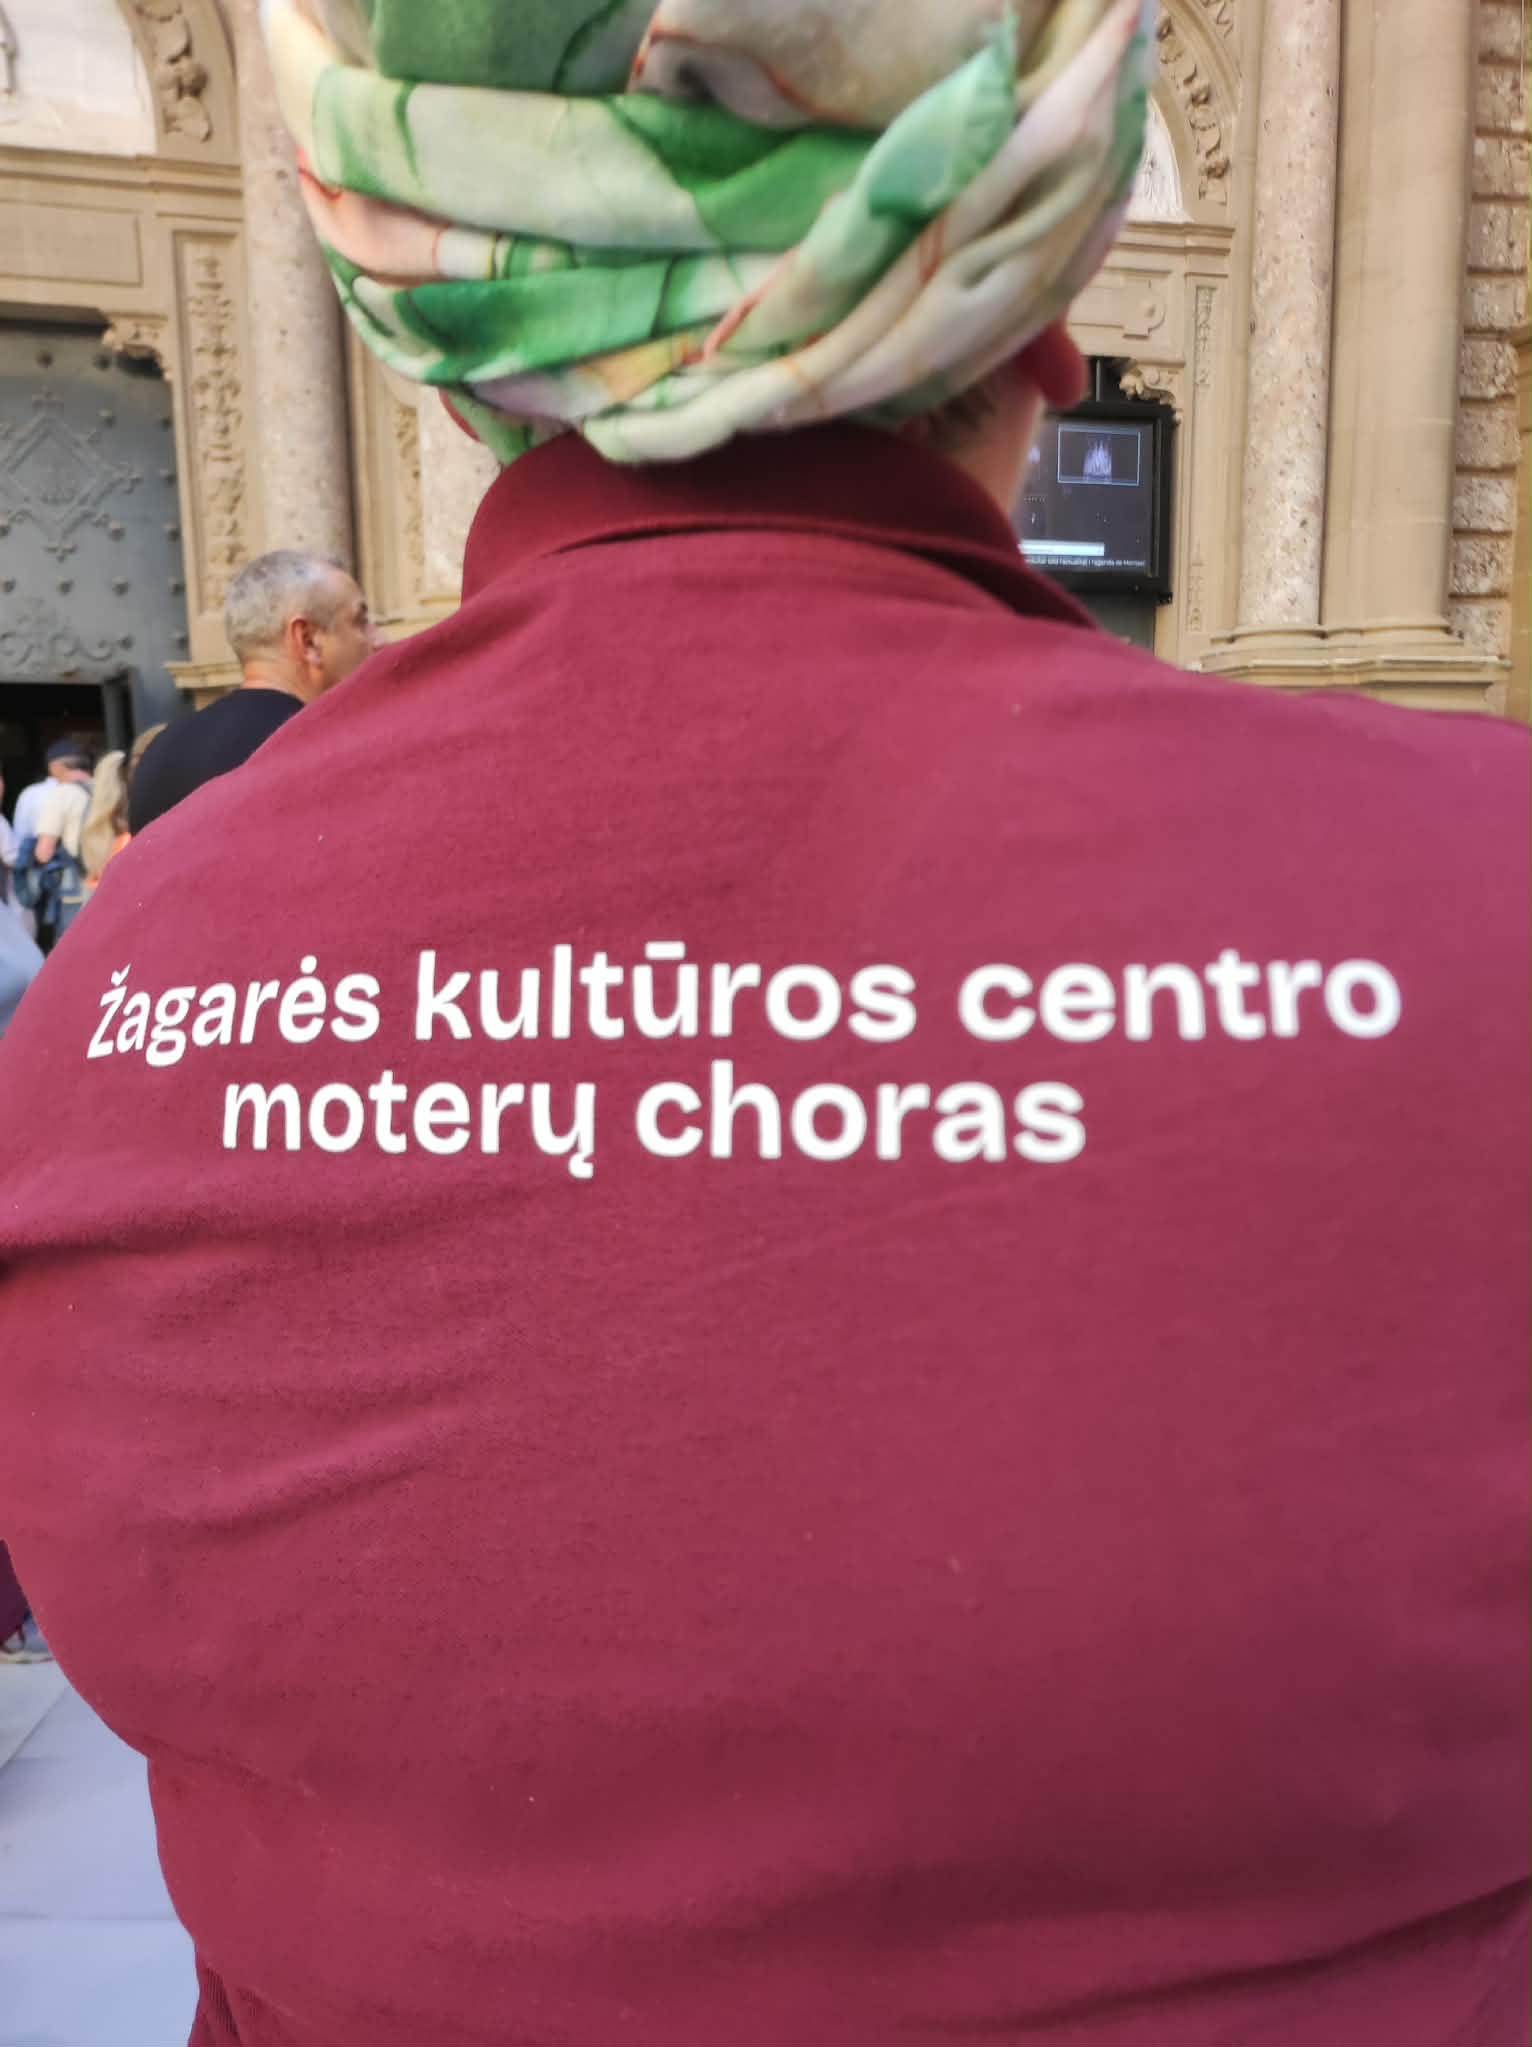 žagarės kultūros centro
moterų choras